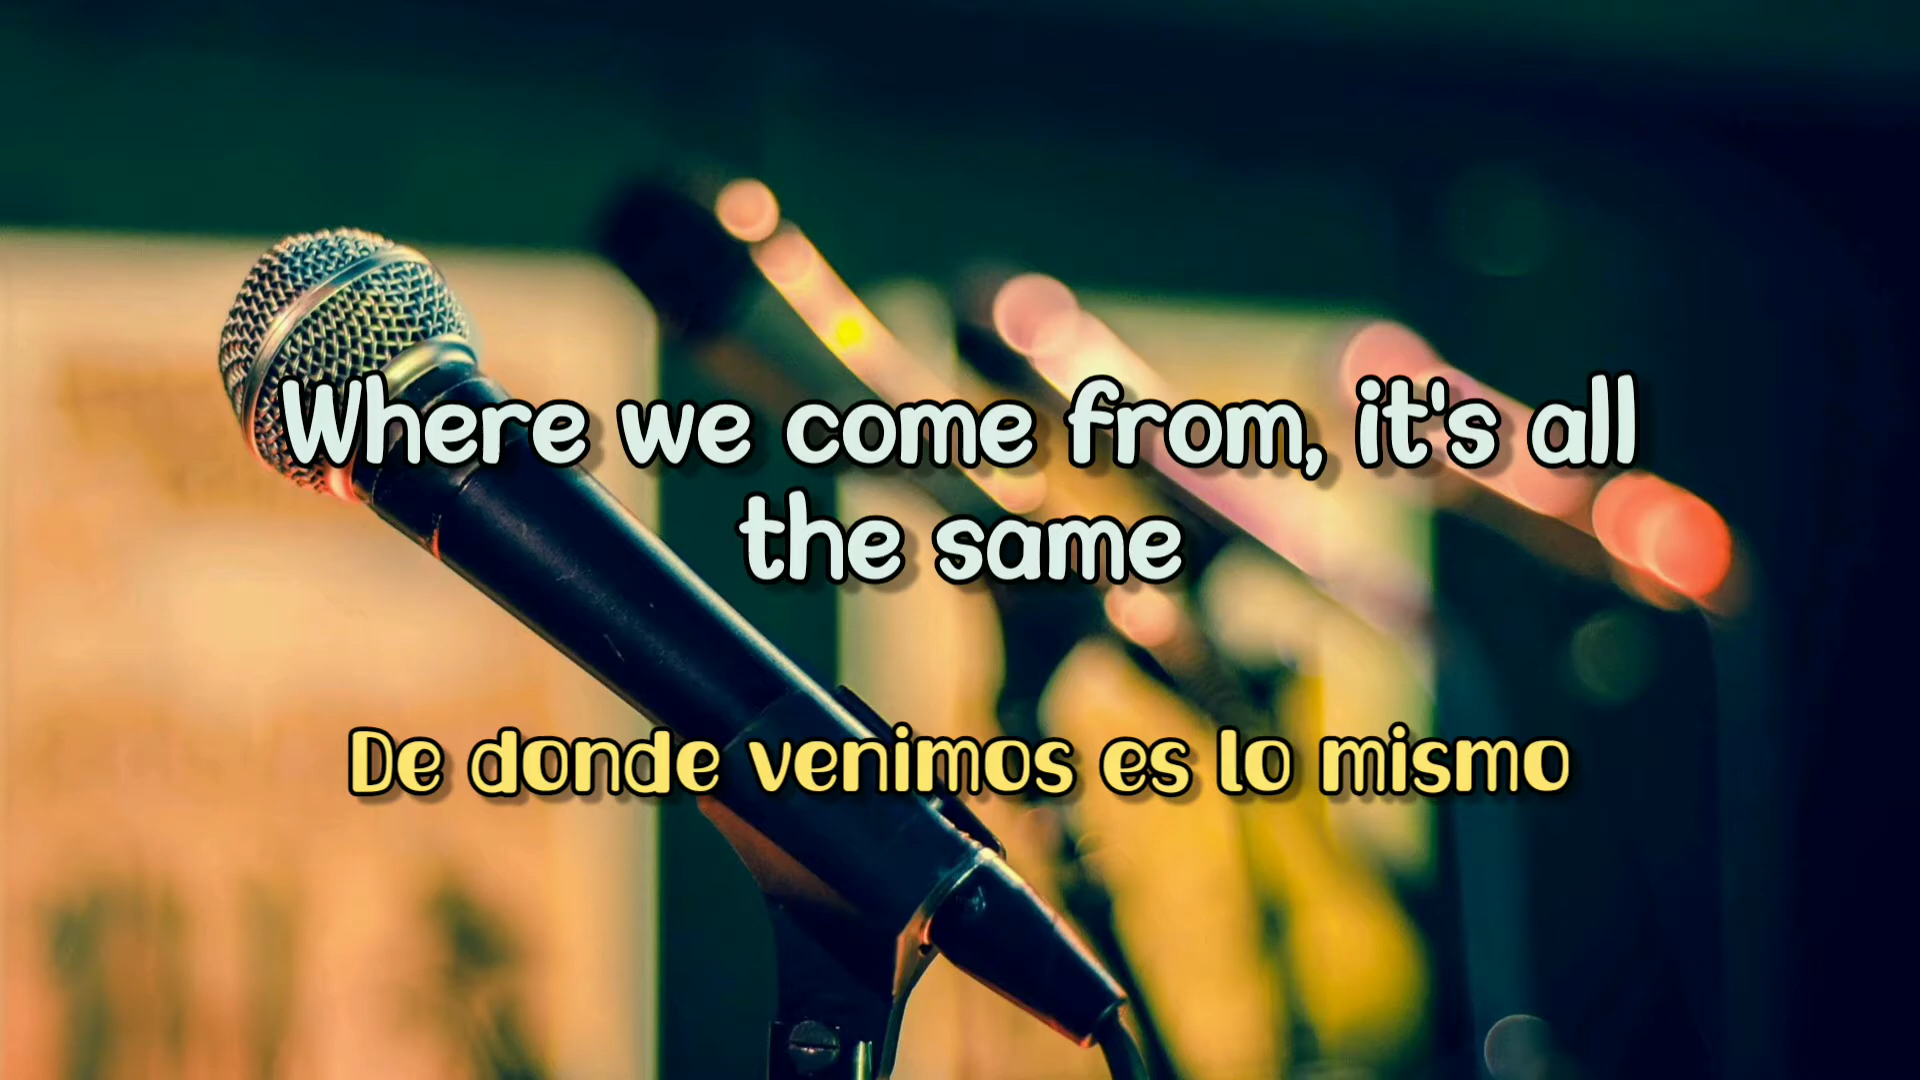 Where we come from, it's all
the same
De donde venimos es lo mismo